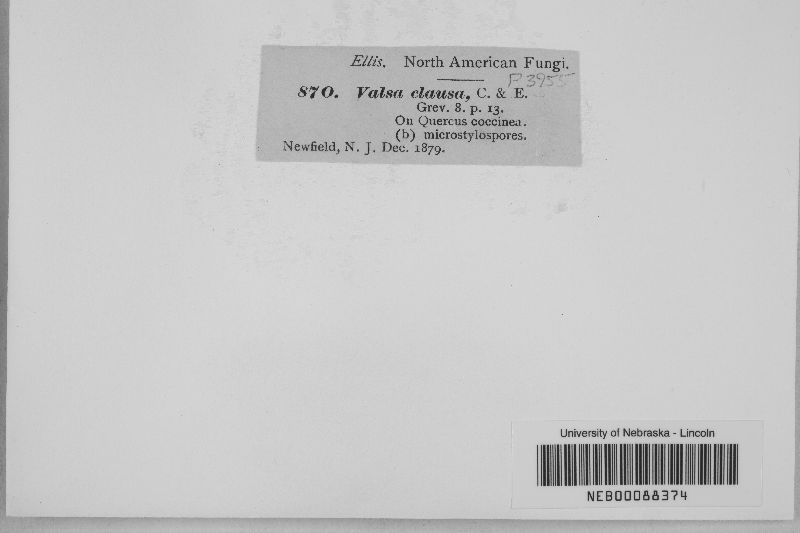 Ellis. North American Fungi.
P 3955
870. Valsa clausa, C. & E.
Grev. 8. p. 13.
On Quercus coccinea.
(b) microstylospores.
Newfield, N. J. Dec. 1879.
University of Nebraska - Lincoln
NEB00088374